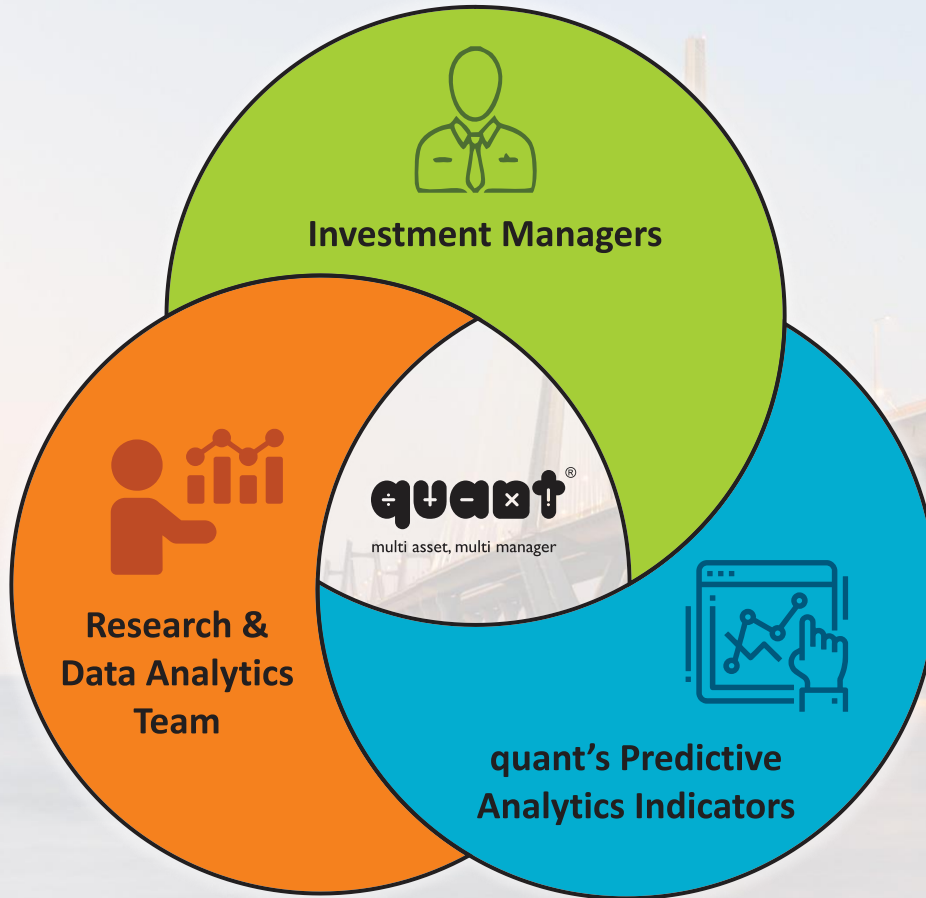 Investment Managers
quant®
multi asset, multi manager
Research &
Data Analytics
Team
quant's Predictive
Analytics Indicators